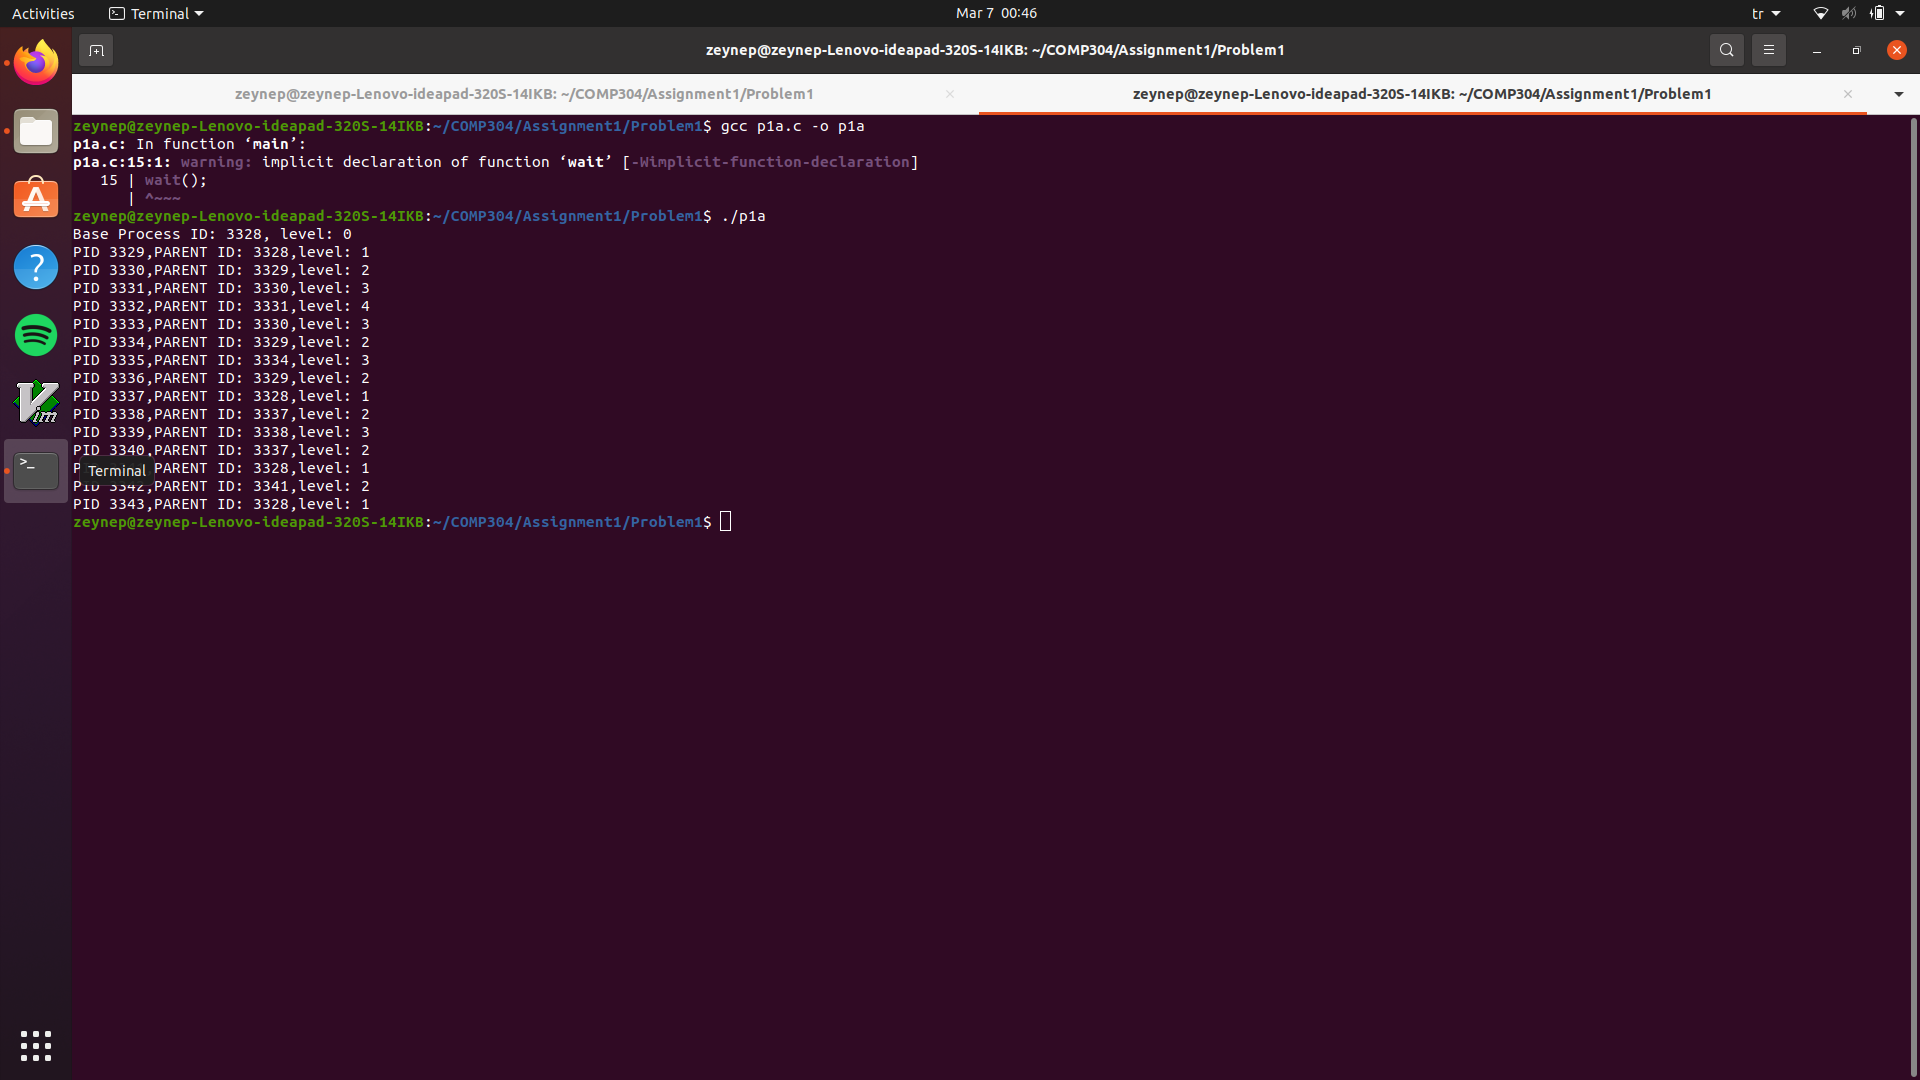 Activities
Terminal
Mar 7 00:46
tr
zeynep@zeynep-Lenovo-ideapad-320S-14IKB: ~/COMP304/Assignment1/Problem1
zeynep@zeynep-Lenovo-ideapad-320S-14IKB: ~/COMP304/Assignment1/Problem1
zeynep@zeynep-Lenovo-ideapad-320S-14IKB: ~/COMP304/Assignment1/Problem1
zeynep@zeynep-Lenovo-ideapad-320S-14IKB:~/COMP304/Assignment1/Problem1$ gcc p1a.c -o p1a
p1a.c: In function ‘main’:
p1a.c:15:1: warning: implicit declaration of function ‘wait’ [-Wimplicit-function-declaration]
15 | wait();
| ^~~~
zeynep@zeynep-Lenovo-ideapad-320S-14IKB:~/COMP304/Assignment1/Problem1$ ./p1a
Base Process ID: 3328, level: 0
PID 3329,PARENT ID: 3328,level: 1
PID 3330,PARENT ID: 3329,level: 2
PID 3331,PARENT ID: 3330,level: 3
PID 3332,PARENT ID: 3331,level: 4
PID 3333,PARENT ID: 3330,level: 3
PID 3334,PARENT ID: 3329,level: 2
PID 3335,PARENT ID: 3334,level: 3
PID 3336,PARENT ID: 3329,level: 2
PID 3337,PARENT ID: 3328,level: 1
PID 3338,PARENT ID: 3337,level: 2
PID 3339,PARENT ID: 3338,level: 3
PID 3340,PARENT ID: 3337,level: 2
Terminal
PARENT ID: 3328,level: 1
PID 3342,PARENT ID: 3341,level: 2
PID 3343,PARENT ID: 3328,level: 1
zeynep@zeynep-Lenovo-ideapad-320S-14IKB:~/COMP304/Assignment1/Problem1$
Vim